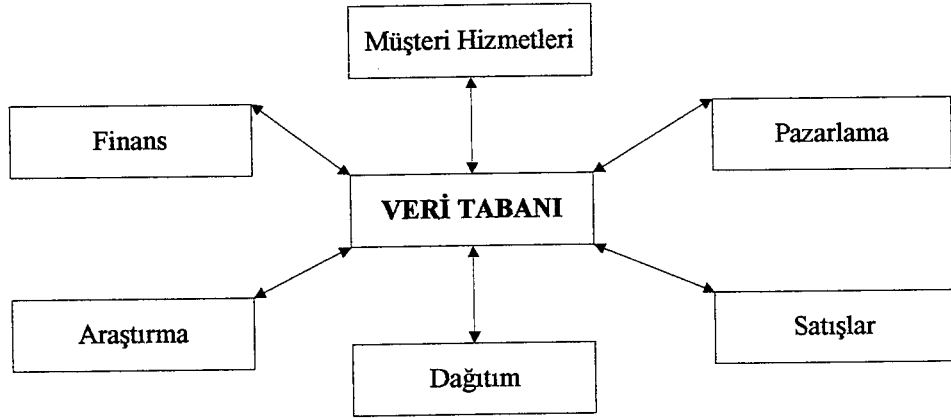 Müşteri Hizmetleri
Finans
Pazarlama
VERİ TABANI
Araştırma
Satışlar
Dağıtım